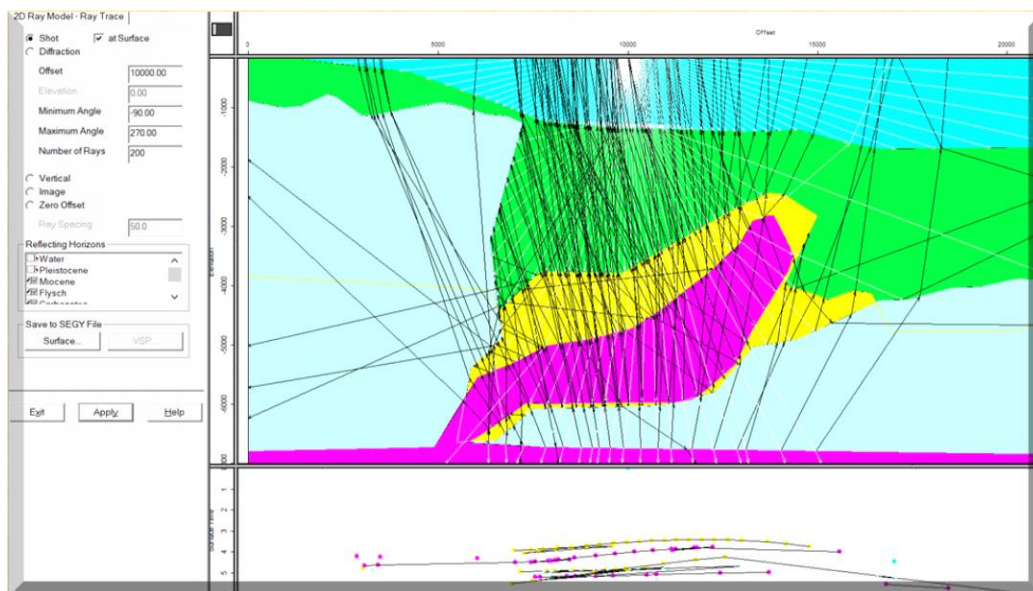 2D Ray Model - Ray Trace
Shot
at Surface
Diffraction
Offset
10000.00
Elevation
0.00
Minimum Angle
-90.00
Maximum Angle
270.00
Number of Rays
200
Vertical
Image
Zero Offset
Ray Spacing
50.0
Reflecting Horizons
Water
Pleistocene
Miocene
Flysch
Save to SEGY File
Surface...
VSP...
Exit
Apply
Help
Offset
0
5000
10000
15000
20000
-1000
-2000
-3000
-4000
-5000
-6000
Elevation
Surface Time
3
4
5